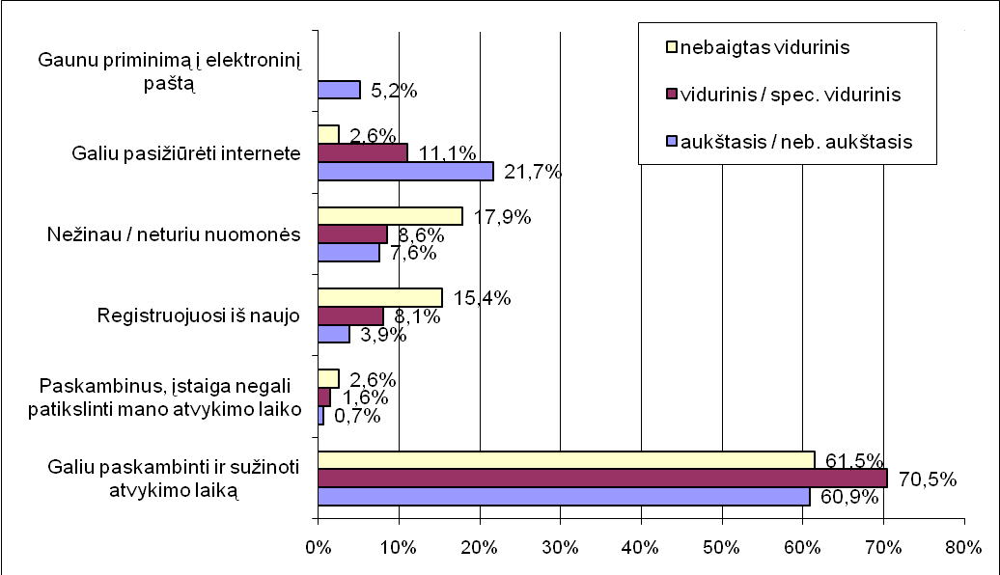 nebaigtas vidurinis
vidurinis / spec. vidurinis
aukštasis / neb. aukštasis
Gaunu priminimą į elektroninį
paštą
5,2%
Galiu pasižiūrėti internete
2,6%
11,1%
21,7%
Nežinau / neturiu nuomonės
17,9%
8,6%
7,6%
Registruojuosi iš naujo
15,4%
8,1%
3,9%
Paskambinus, įstaiga negali
patikslinti mano atvykimo laiko
2,6%
1,6%
0,7%
Galiu paskambinti ir sužinoti
atvykimo laiką
61,5%
70,5%
60,9%
0% 10% 20% 30% 40% 50% 60% 70% 80%